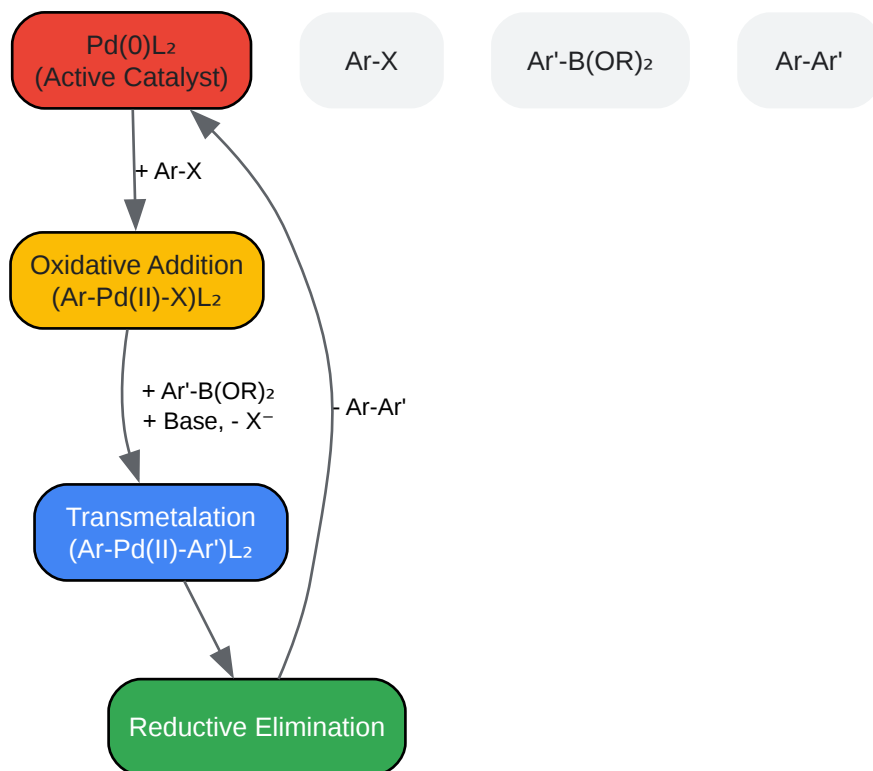 Pd(0)L₂
(Active Catalyst)
Ar-X
Ar'-B(OR)₂
Ar-Ar'
+ Ar-X
Oxidative Addition
(Ar-Pd(II)-X)L₂
+ Ar'-B(OR)₂
+ Base, - X⁻
- Ar-Ar'
Transmetalation
(Ar-Pd(II)-Ar')L₂
Reductive Elimination